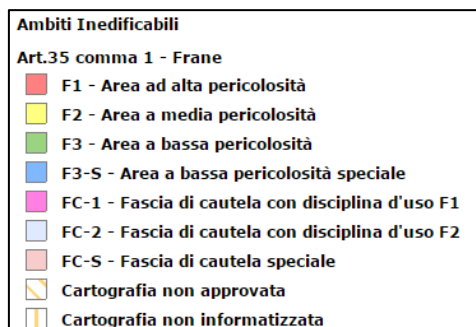 Ambiti Inedificabili
Art.35 comma 1 - Frane
F1 - Area ad alta pericolosità
F2 - Area a media pericolosità
F3 - Area a bassa pericolosità
F3-S - Area a bassa pericolosità speciale
FC-1 - Fascia di cautela con disciplina d'uso F1
FC-2 - Fascia di cautela con disciplina d'uso F2
FC-S - Fascia di cautela speciale
Cartografia non approvata
Cartografia non informatizzata